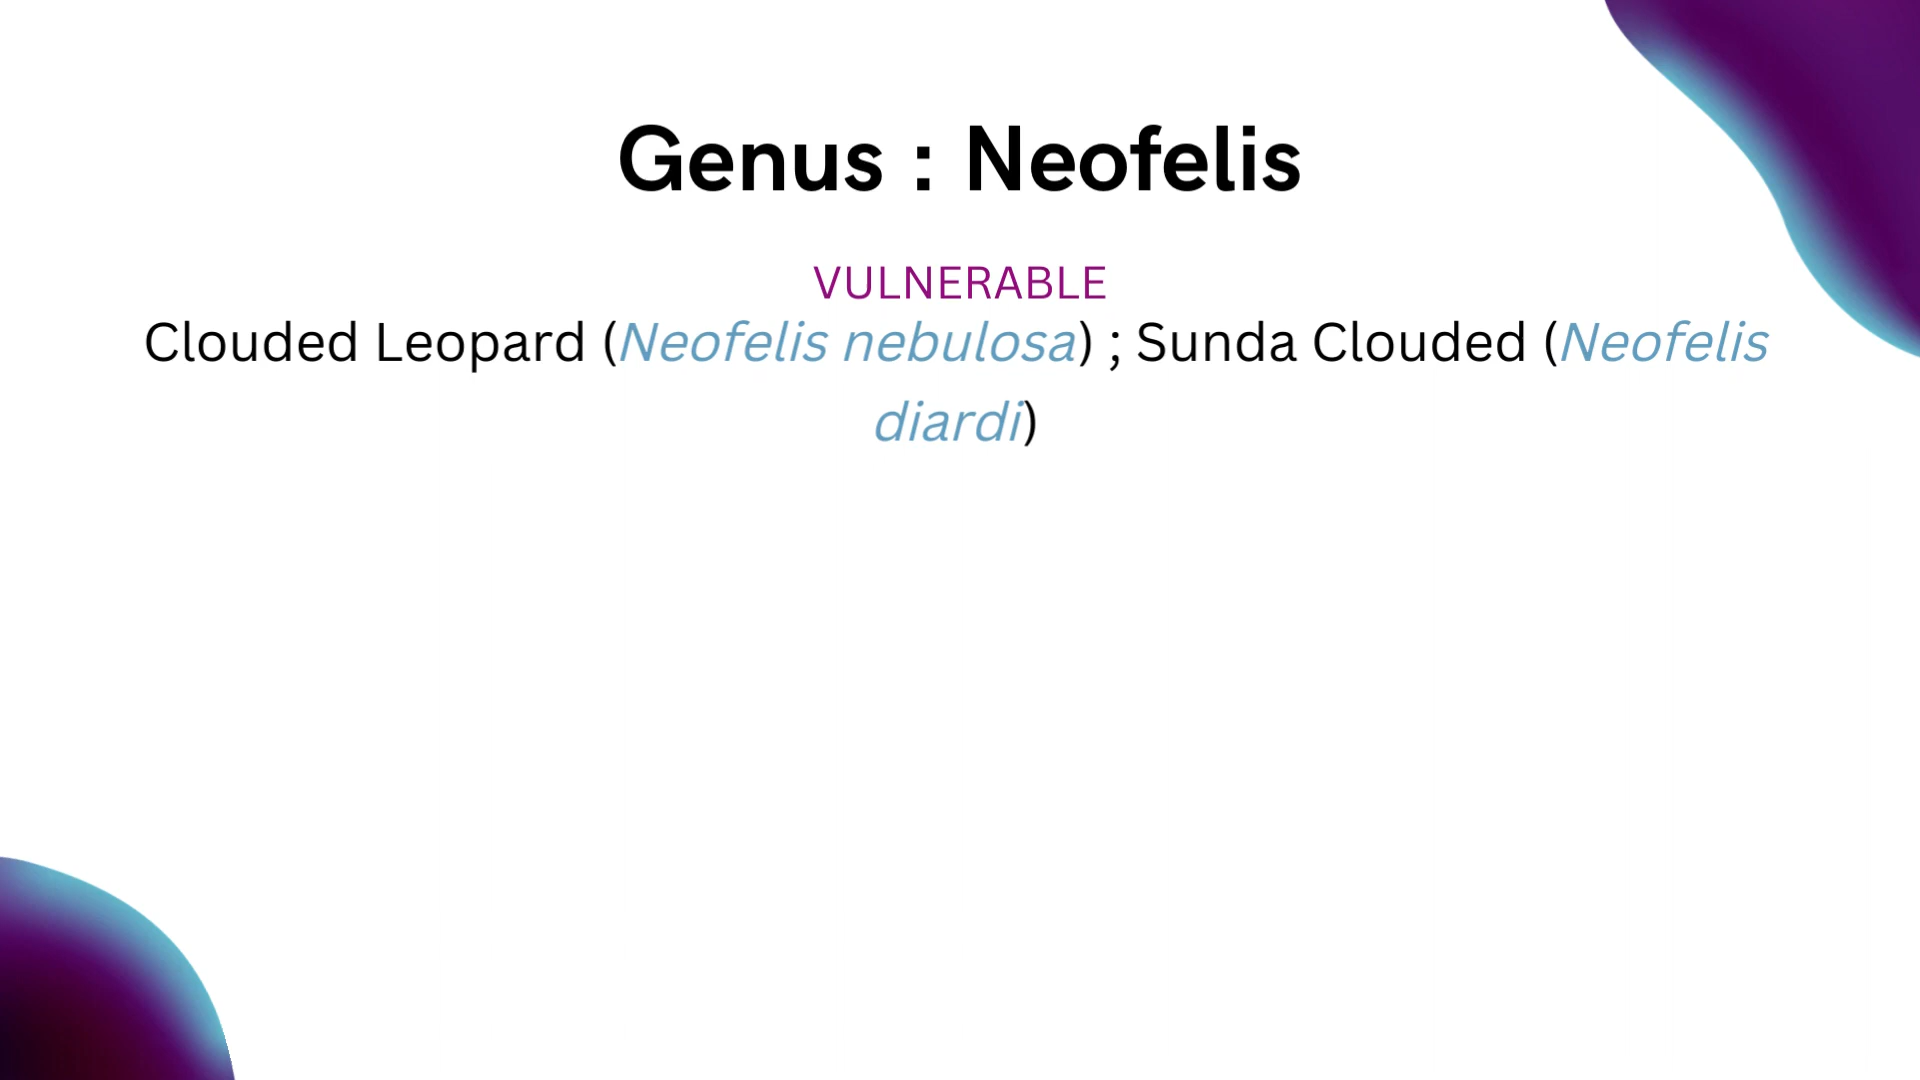 Genus : Neofelis
VULNERABLE
Clouded Leopard (Neofelis nebulosa) ; Sunda Clouded (Neofelis
diardi)